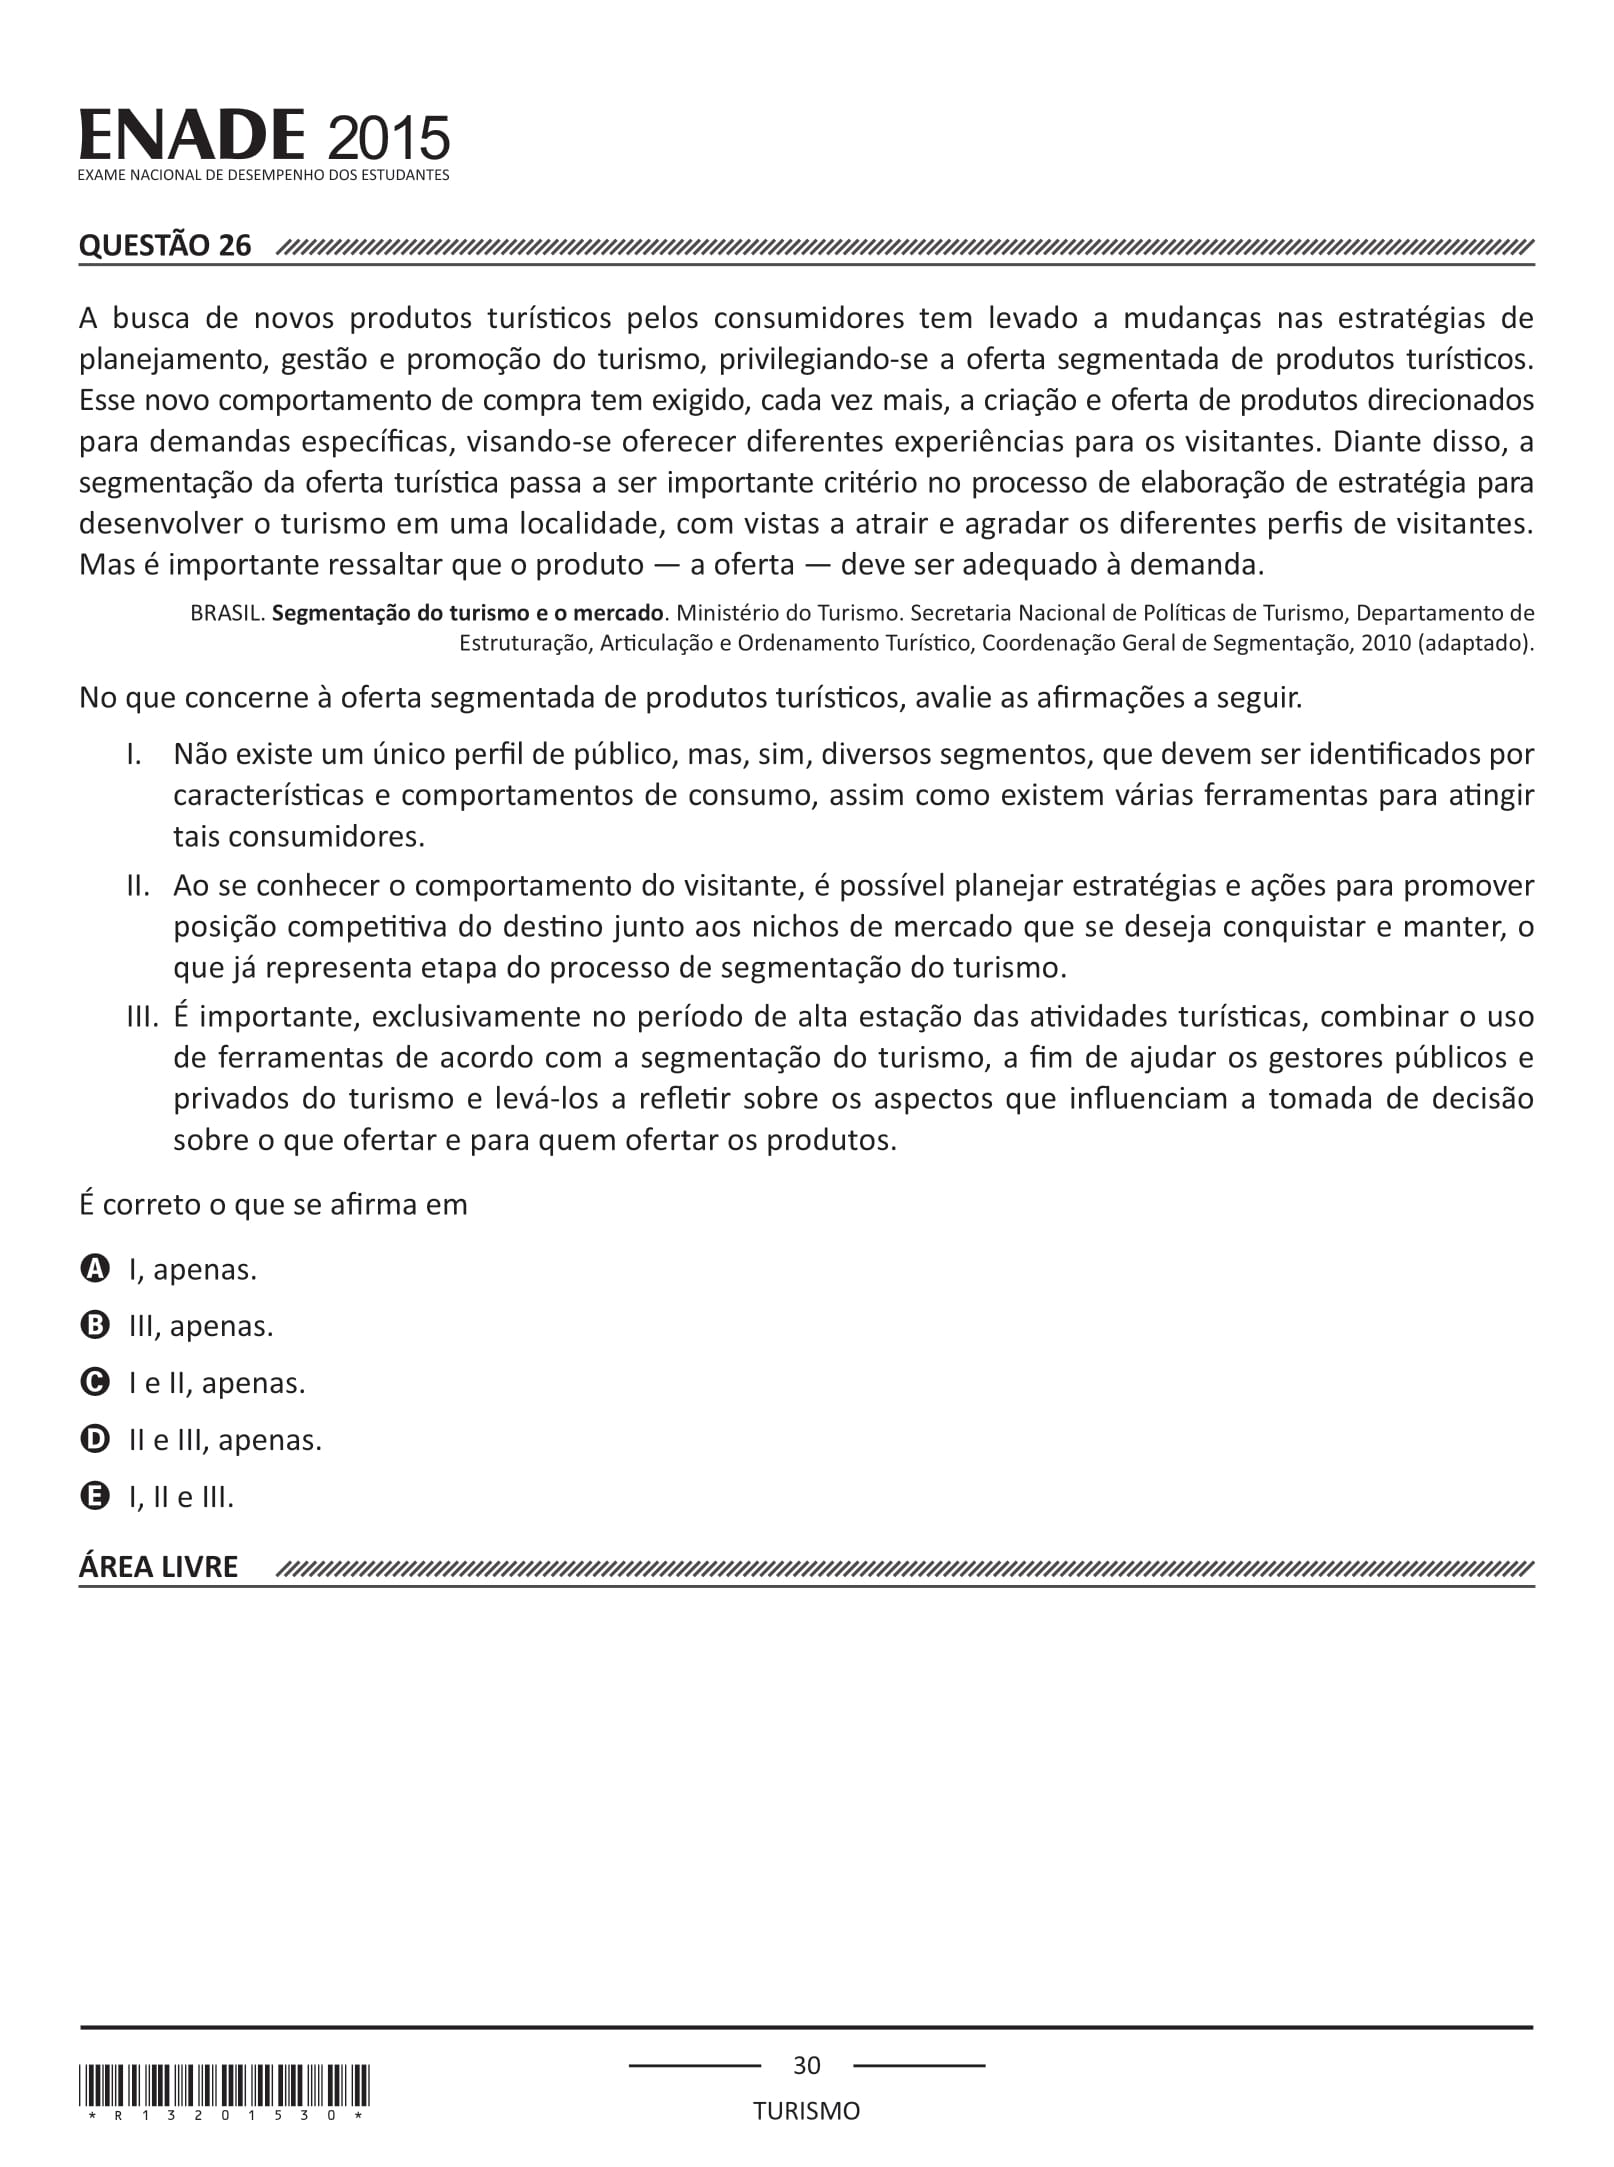 ENADE 2015
EXAME NACIONAL DE DESEMPENHO DOS ESTUDANTES
QUESTÃO 26
A busca de novos produtos turísticos pelos consumidores tem levado a mudanças nas estratégias de
planejamento, gestão e promoção do turismo, privilegiando-se a oferta segmentada de produtos turísticos.
Esse novo comportamento de compra tem exigido, cada vez mais, a criação e oferta de produtos direcionados
para demandas específicas, visando-se oferecer diferentes experiências para os visitantes. Diante disso, a
segmentação da oferta turística passa a ser importante critério no processo de elaboração de estratégia para
desenvolver o turismo em uma localidade, com vistas a atrair e agradar os diferentes perfis de visitantes.
Mas é importante ressaltar que o produto — a oferta — deve ser adequado à demanda.
BRASIL. Segmentação do turismo e o mercado. Ministério do Turismo. Secretaria Nacional de Políticas de Turismo, Departamento de
Estruturação, Articulação e Ordenamento Turístico, Coordenação Geral de Segmentação, 2010 (adaptado).
No que concerne à oferta segmentada de produtos turísticos, avalie as afirmações a seguir.
I. Não existe um único perfil de público, mas, sim, diversos segmentos, que devem ser identificados por
características e comportamentos de consumo, assim como existem várias ferramentas para atingir
tais consumidores.
II. Ao se conhecer o comportamento do visitante, é possível planejar estratégias e ações para promover
posição competitiva do destino junto aos nichos de mercado que se deseja conquistar e manter, o
que já representa etapa do processo de segmentação do turismo.
III. É importante, exclusivamente no período de alta estação das atividades turísticas, combinar o uso
de ferramentas de acordo com a segmentação do turismo, a fim de ajudar os gestores públicos e
privados do turismo e levá-los a refletir sobre os aspectos que influenciam a tomada de decisão
sobre o que ofertar e para quem ofertar os produtos.
É correto o que se afirma em
A I, apenas.
B III, apenas.
C I e II, apenas.
D II e III, apenas.
E I, II e III.
ÁREA LIVRE
30
TURISMO
*R13201530*